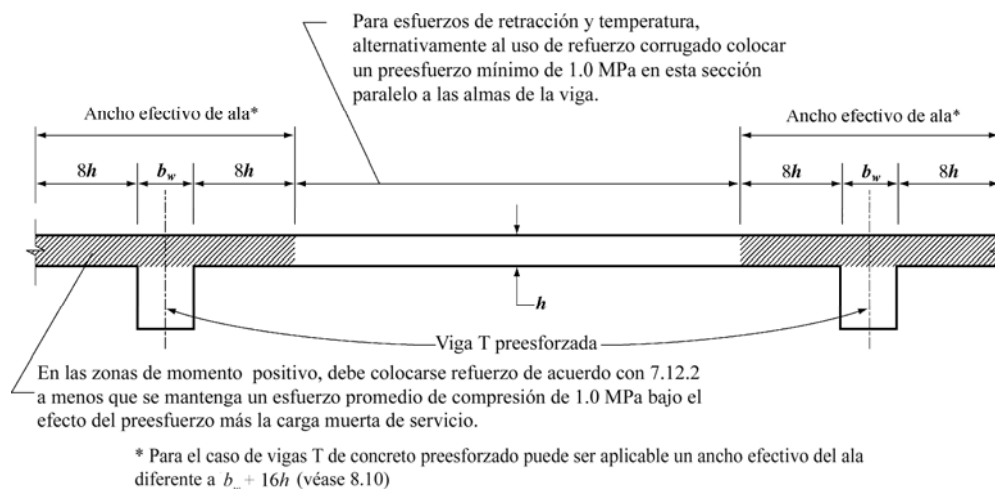 Para esfuerzos de retracción y temperatura,
alternativamente al uso de refuerzo corrugado colocar
un preesfuerzo mínimo de 1.0 MPa en esta sección
paralelo a las almas de la viga.
Ancho efectivo de ala*
Ancho efectivo de ala*
8h
b_w
8h
8h
b_w
8h
h
Viga T preesforzada
En las zonas de momento positivo, debe colocarse refuerzo de acuerdo con 7.12.2
a menos que se mantenga un esfuerzo promedio de compresión de 1.0 MPa bajo el
efecto del preesfuerzo más la carga muerta de servicio.
* Para el caso de vigas T de concreto preesforzado puede ser aplicable un ancho efectivo del ala
diferente a b_w + 16h (véase 8.10)